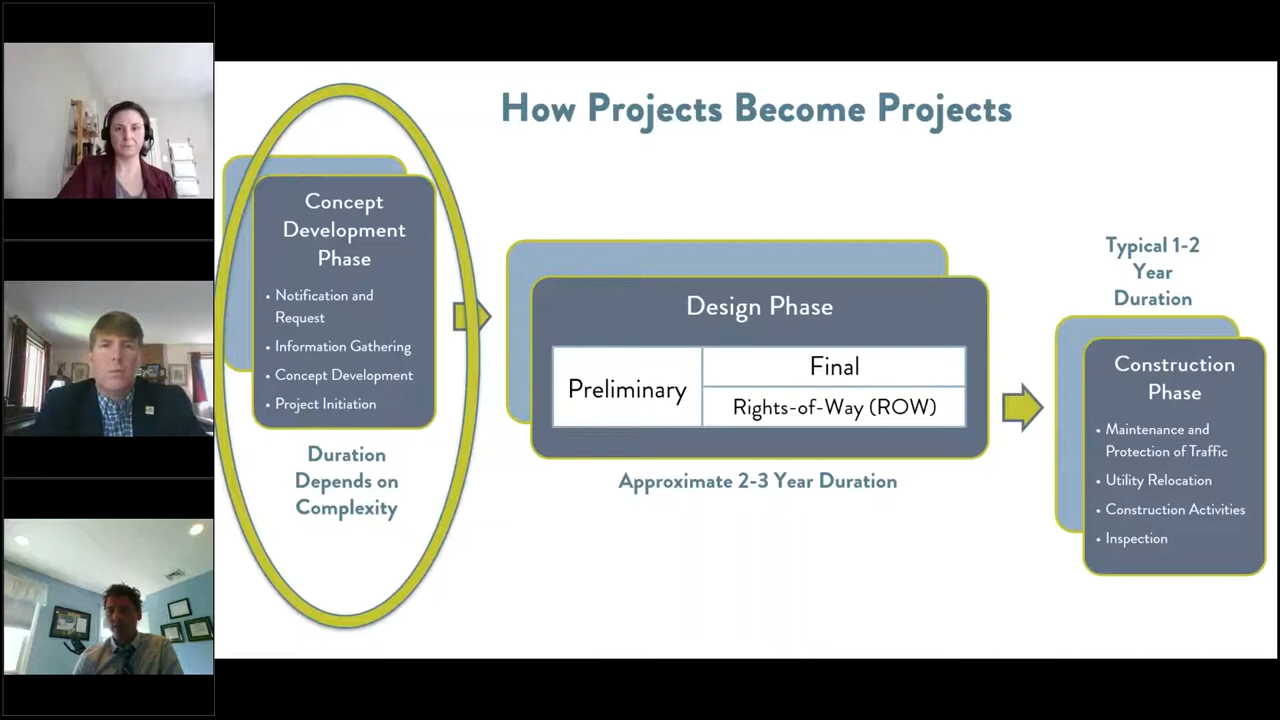 How Projects Become Projects
Concept
Development
Phase
• Notification and
Request
• Information Gathering
• Concept Development
• Project Initiation
Duration
Depends on
Complexity
Design Phase
Preliminary
Final
Rights-of-Way (ROW)
Approximate 2-3 Year Duration
Typical 1-2
Year
Duration
Construction
Phase
• Maintenance and
Protection of Traffic
• Utility Relocation
• Construction Activities
• Inspection